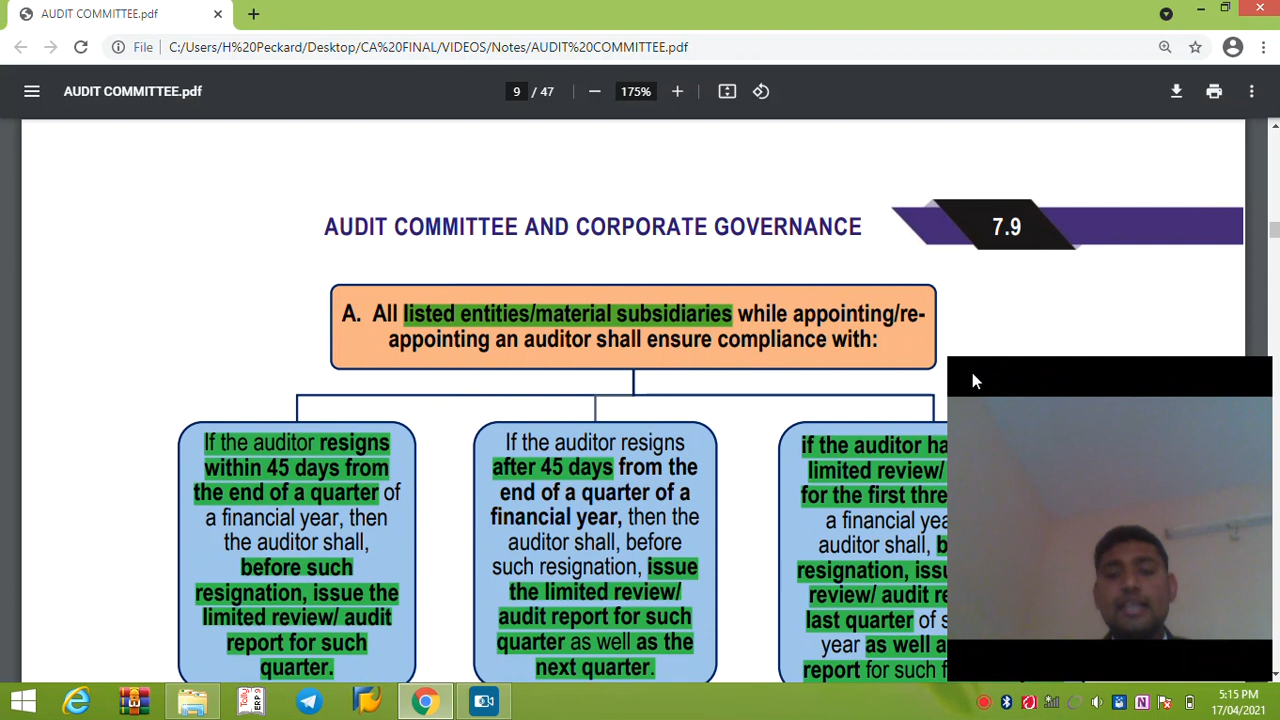 AUDIT COMMITTEE.pdf
File
C:/Users/H%20Peckard/Desktop/CA%20FINAL/VIDEOS/Notes/AUDIT%20COMMITTEE.pdf
AUDIT COMMITTEE.pdf
9 / 47
175%
AUDIT COMMITTEE AND CORPORATE GOVERNANCE
7.9
A. All listed entities/material subsidiaries while appointing/re-
appointing an auditor shall ensure compliance with:
If the auditor resigns
within 45 days from
the end of a quarter of
a financial year, then
the auditor shall,
before such
resignation, issue the
limited review/ audit
report for such
quarter.
If the auditor resigns
after 45 days from the
end of a quarter of a
financial year, then the
auditor shall, before
such resignation, issue
the limited review/
audit report for such
quarter as well as the
next quarter.
if the auditor ha
limited review/
for the first thre
a financial yea
auditor shall, b
resignation, issu
review/ audit re
last quarter of s
year as well a
report for such f
Tally
ERP 9
5:15 PM
17/04/2021